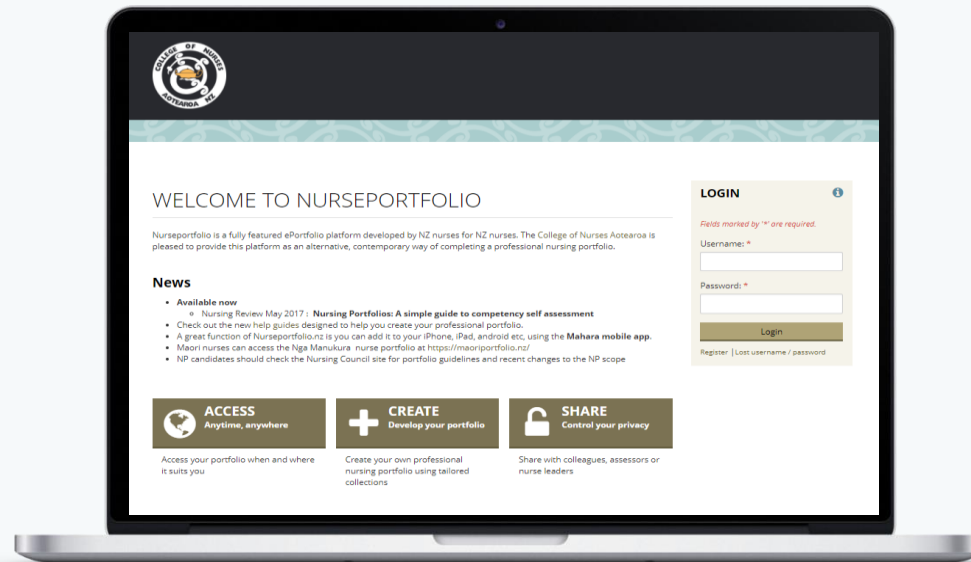 COLLEGE OF NURSES
AOTEAROA NZ
WELCOME TO NURSEPORTFOLIO
Nurseportfolio is a fully featured ePortfolio platform developed by NZ nurses for NZ nurses. The College of Nurses Aotearoa is
pleased to provide this platform as an alternative, contemporary way of completing a professional nursing portfolio.
News
• Available now
○ Nursing Review May 2017 : Nursing Portfolios: A simple guide to competency self assessment
• Check out the new help guides designed to help you create your professional portfolio.
• A great function of Nurseportfolio.nz is you can add it to your iPhone, iPad, android etc, using the Mahara mobile app.
• Maori nurses can access the Nga Manukura nurse portfolio at https://maoriportfolio.nz/
• NP candidates should check the Nursing Council site for portfolio guidelines and recent changes to the NP scope
ACCESS
Anytime, anywhere
Access your portfolio when and where
it suits you
CREATE
Develop your portfolio
Create your own professional
nursing portfolio using tailored
collections
SHARE
Control your privacy
Share with colleagues, assessors or
nurse leaders
LOGIN
Fields marked by '*' are required.
Username: *
Password: *
Login
Register | Lost username / password